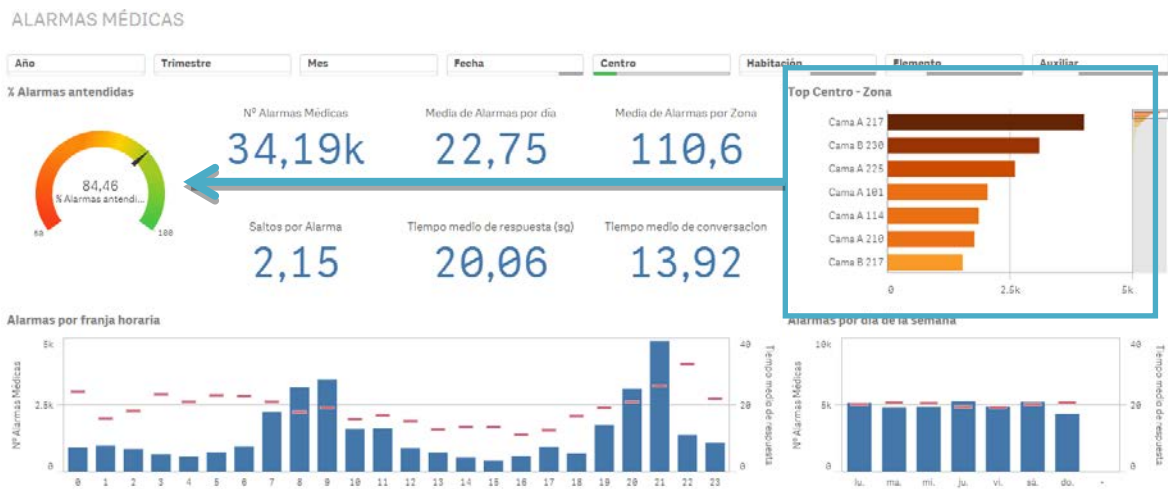 ALARMAS MÉDICAS
Año Trimestre Mes Fecha Centro Habitación Elemento Auxiliar
% Alarmas antendidas
84,46
% Alarmas antendi...
60 100
Nº Alarmas Médicas Media de Alarmas por día Media de Alarmas por Zona
34,19k 22,75 110,6
Saltos por Alarma Tiempo medio de respuesta (sg) Tiempo medio de conversacion
2,15 20,06 13,92
Top Centro - Zona
Cama A 217
Cama B 230
Cama A 225
Cama A 101
Cama A 114
Cama A 210
Cama B 217
0 2.5k 5k
Alarmas por franja horaria
Nº Alarmas Médicas
5k
2.5k
0
40
20
0
Tiempo medio de respuesta
0 1 2 3 4 5 6 7 8 9 10 11 12 13 14 15 16 17 18 19 20 21 22 23
Alarmas por día de la semana
Nº Alarmas Médicas
10k
5k
0
40
20
0
Tiempo medio de respuesta
lu. ma. mi. ju. vi. sá. do. -